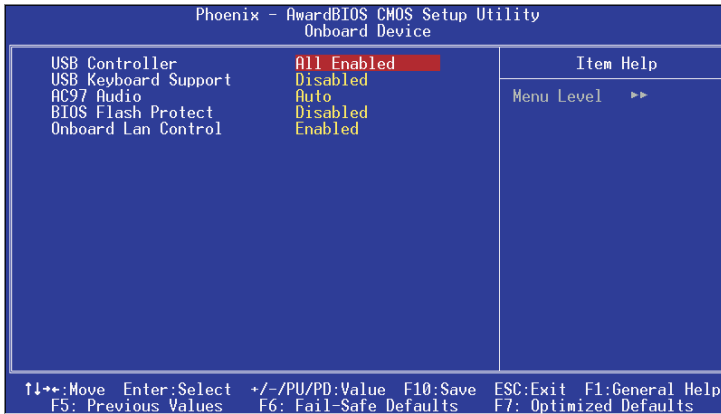 Phoenix - AwardBIOS CMOS Setup Utility
Onboard Device
USB Controller All Enabled
USB Keyboard Support Disabled
AC97 Audio Auto
BIOS Flash Protect Disabled
Onboard Lan Control Enabled
Item Help
Menu Level ►►
↑↓→←:Move Enter:Select +/-/PU/PD:Value F10:Save ESC:Exit F1:General Help
F5: Previous Values F6: Fail-Safe Defaults F7: Optimized Defaults